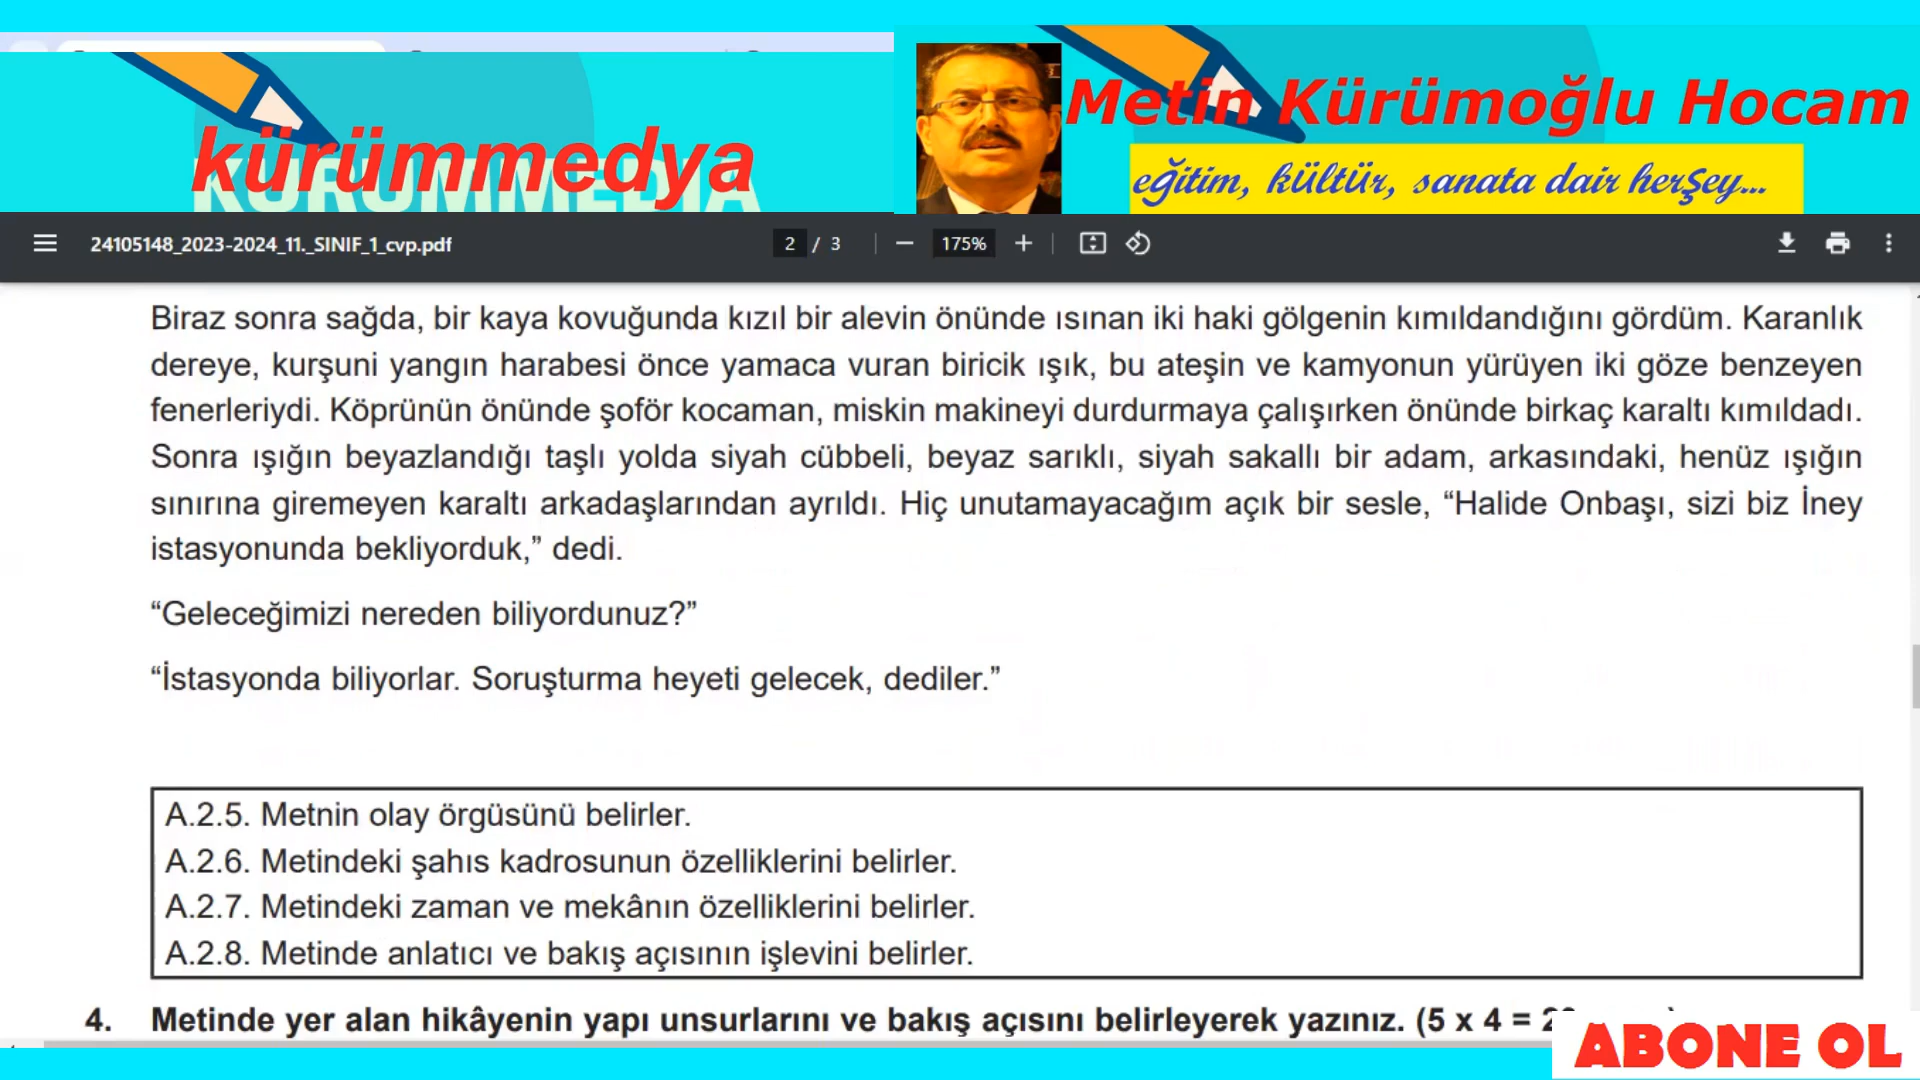 kürümmedya
KÜRÜMMEDIA
Metin Kürümoğlu Hocam
eğitim, kültür, sanata dair herşey...
24105148_2023-2024_11._SINIF_1_cvp.pdf
2 / 3
175%
Biraz sonra sağda, bir kaya kovuğunda kızıl bir alevin önünde ısınan iki haki gölgenin kımıldandığını gördüm. Karanlık
dereye, kurşuni yangın harabesi önce yamaca vuran biricik ışık, bu ateşin ve kamyonun yürüyen iki göze benzeyen
fenerleriydi. Köprünün önünde şoför kocaman, miskin makineyi durdurmaya çalışırken önünde birkaç karaltı kımıldadı.
Sonra ışığın beyazlandığı taşlı yolda siyah cübbeli, beyaz sarıklı, siyah sakallı bir adam, arkasındaki, henüz ışığın
sınırına giremeyen karaltı arkadaşlarından ayrıldı. Hiç unutamayacağım açık bir sesle, “Halide Onbaşı, sizi biz İney
istasyonunda bekliyorduk,” dedi.
“Geleceğimizi nereden biliyordunuz?”
“İstasyonda biliyorlar. Soruşturma heyeti gelecek, dediler.”
A.2.5. Metnin olay örgüsünü belirler.
A.2.6. Metindeki şahıs kadrosunun özelliklerini belirler.
A.2.7. Metindeki zaman ve mekânın özelliklerini belirler.
A.2.8. Metinde anlatıcı ve bakış açısının işlevini belirler.
4. Metinde yer alan hikâyenin yapı unsurlarını ve bakış açısını belirleyerek yazınız. (5 x 4 =
ABONE OL